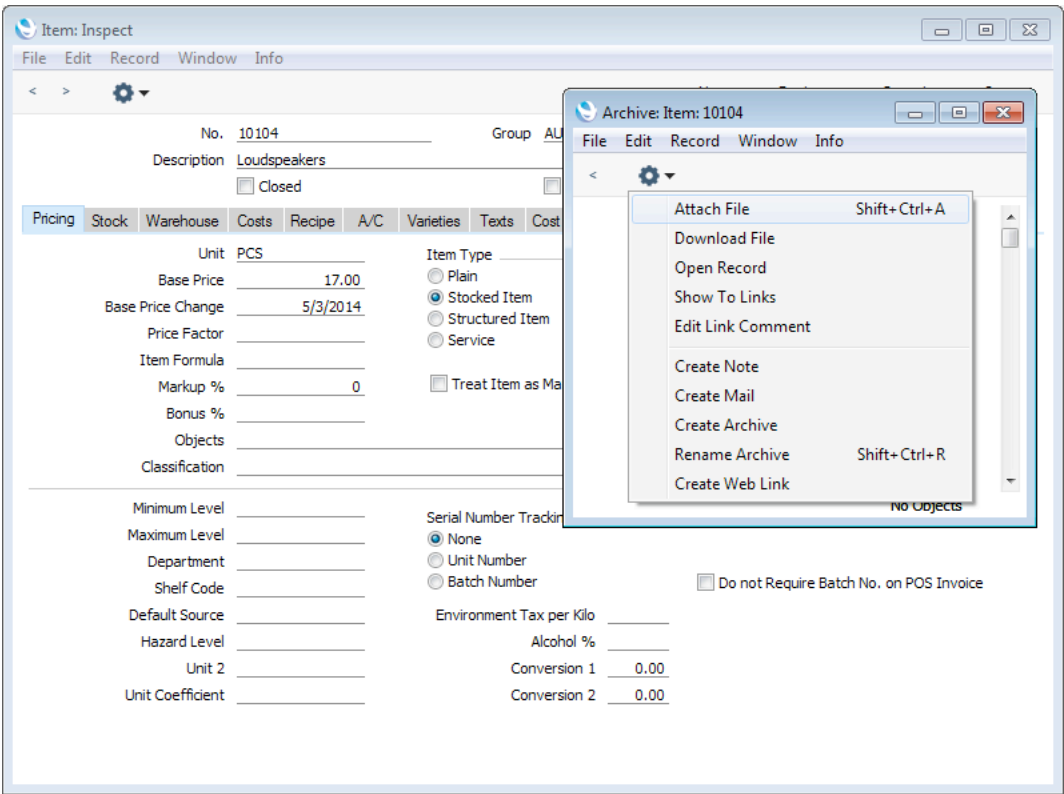 Item: Inspect
File Edit Record Window Info
< >
No. 10104 Group AU
Description Loudspeakers
Closed
Pricing Stock Warehouse Costs Recipe A/C Varieties Texts Cost
Unit PCS
Base Price 17.00
Base Price Change 5/3/2014
Price Factor
Item Formula
Markup % 0
Bonus %
Objects
Classification
Item Type
Plain
Stocked Item
Structured Item
Service
Treat Item as Ma
Minimum Level
Maximum Level
Department
Shelf Code
Default Source
Hazard Level
Unit 2
Unit Coefficient
Serial Number Trackin
None
Unit Number
Batch Number
Do not Require Batch No. on POS Invoice
Environment Tax per Kilo
Alcohol %
Conversion 1 0.00
Conversion 2 0.00
Archive: Item: 10104
File Edit Record Window Info
<
Attach File Shift+Ctrl+A
Download File
Open Record
Show To Links
Edit Link Comment
Create Note
Create Mail
Create Archive
Rename Archive Shift+Ctrl+R
Create Web Link
No Objects